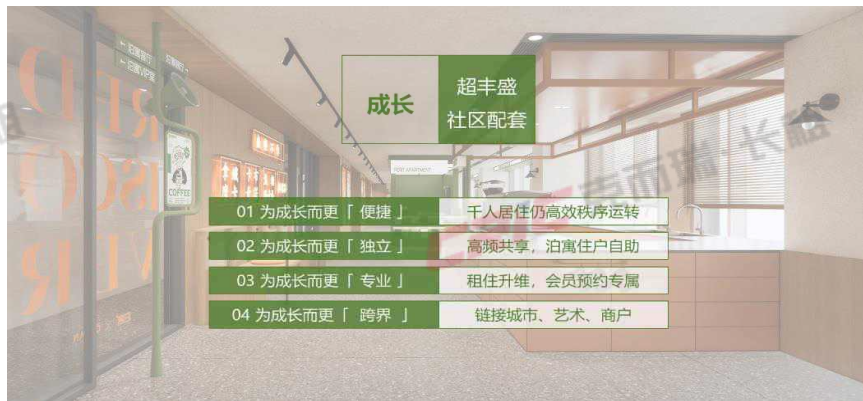 成长
超丰盛
社区配套
01 为成长而更「 便捷 」
千人居住仍高效秩序运转
02 为成长而更「 独立 」
高频共享，泊寓住户自助
03 为成长而更「 专业 」
租住升维，会员预约专属
04 为成长而更「 跨界 」
链接城市、艺术、商户
COFFEE